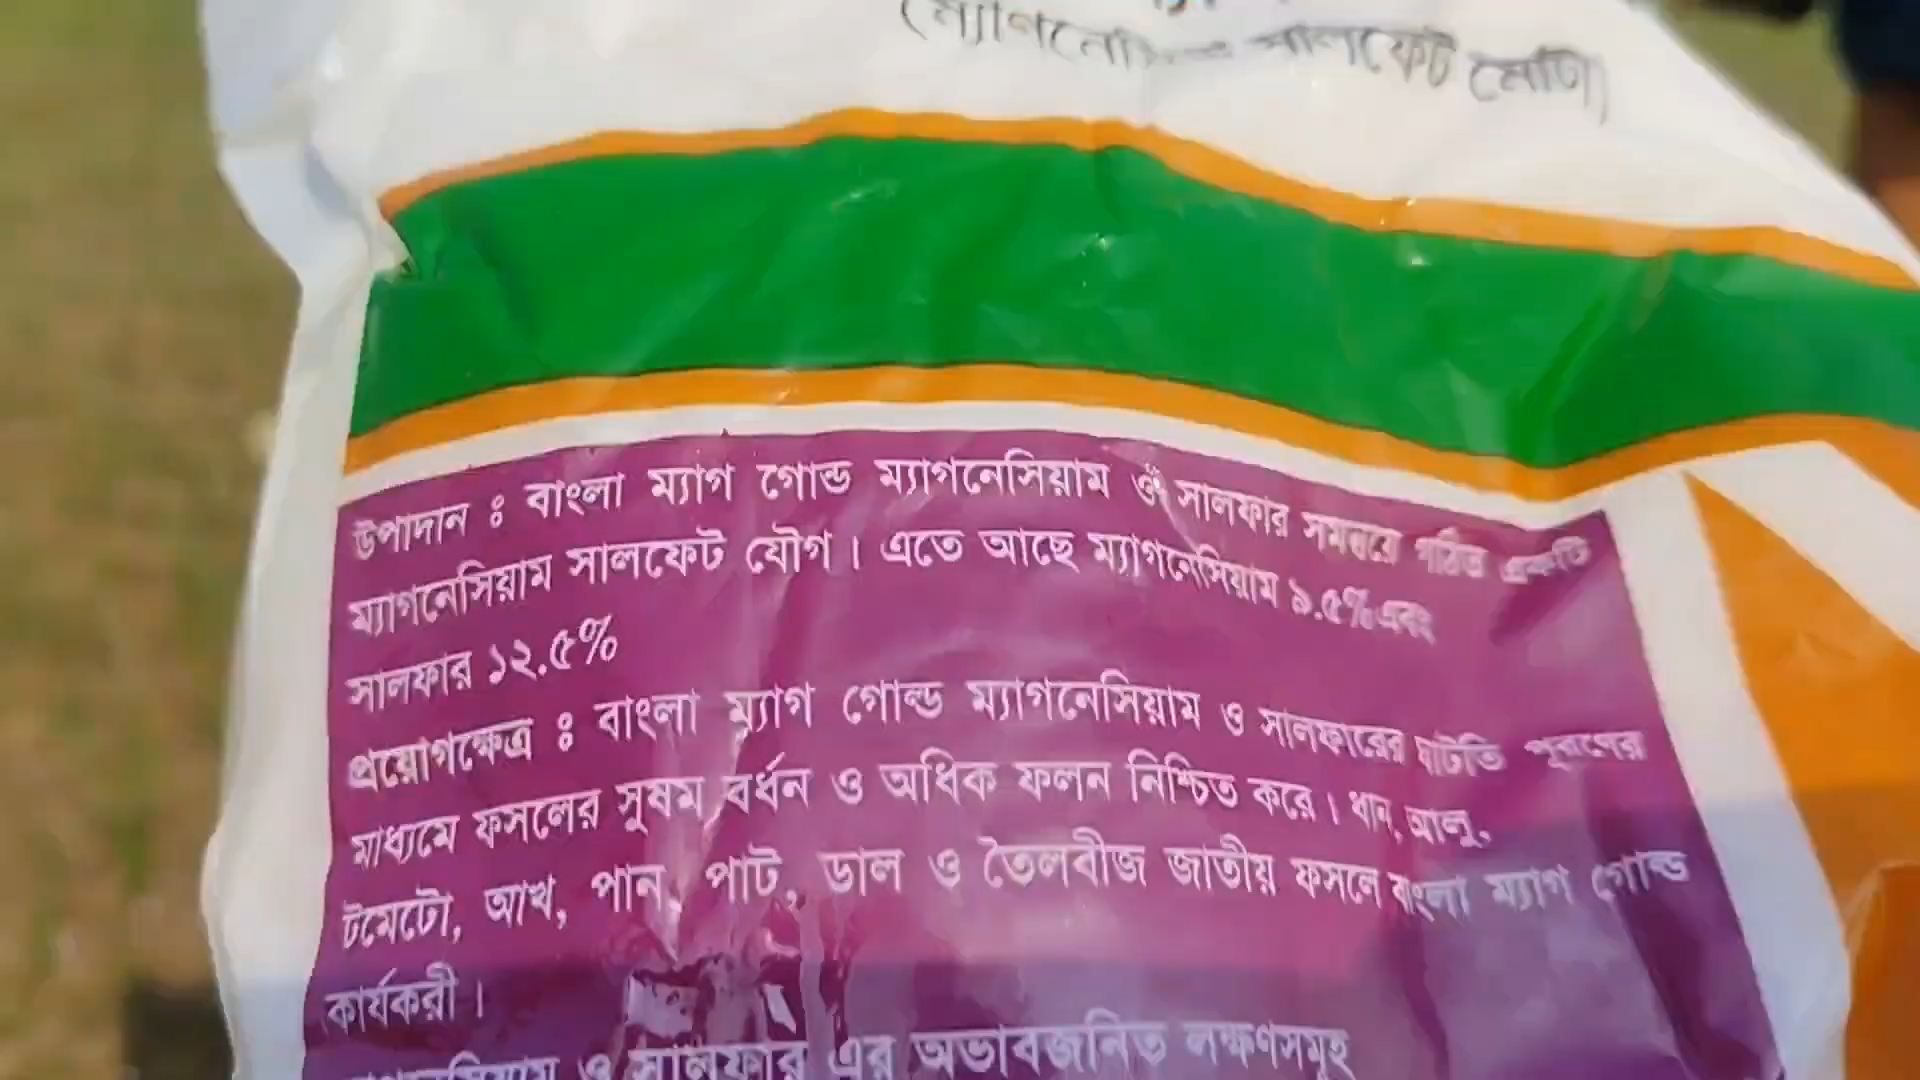 (ম্যাগনেসিয়াম সালফেট মোটা)
উপাদান ঃ বাংলা ম্যাগ গোল্ড ম্যাগনেসিয়াম ও সালফার সমন্বয়ে গঠিত একটি
ম্যাগনেসিয়াম সালফেট যৌগ। এতে আছে ম্যাগনেসিয়াম ৯.৫% এবং
সালফার ১২.৫%
প্রয়োগক্ষেত্র ঃ বাংলা ম্যাগ গোল্ড ম্যাগনেসিয়াম ও সালফারের ঘাটতি পূরণের
মাধ্যমে ফসলের সুষম বর্ধন ও অধিক ফলন নিশ্চিত করে। ধান, আলু,
টমেটো, আখ, পান, পাট, ডাল ও তৈলবীজ জাতীয় ফসলে বাংলা ম্যাগ গোল্ড
কার্যকরী।
ম্যাগনেসিয়াম ও সালফার এর অভাবজনিত লক্ষণসমূহ